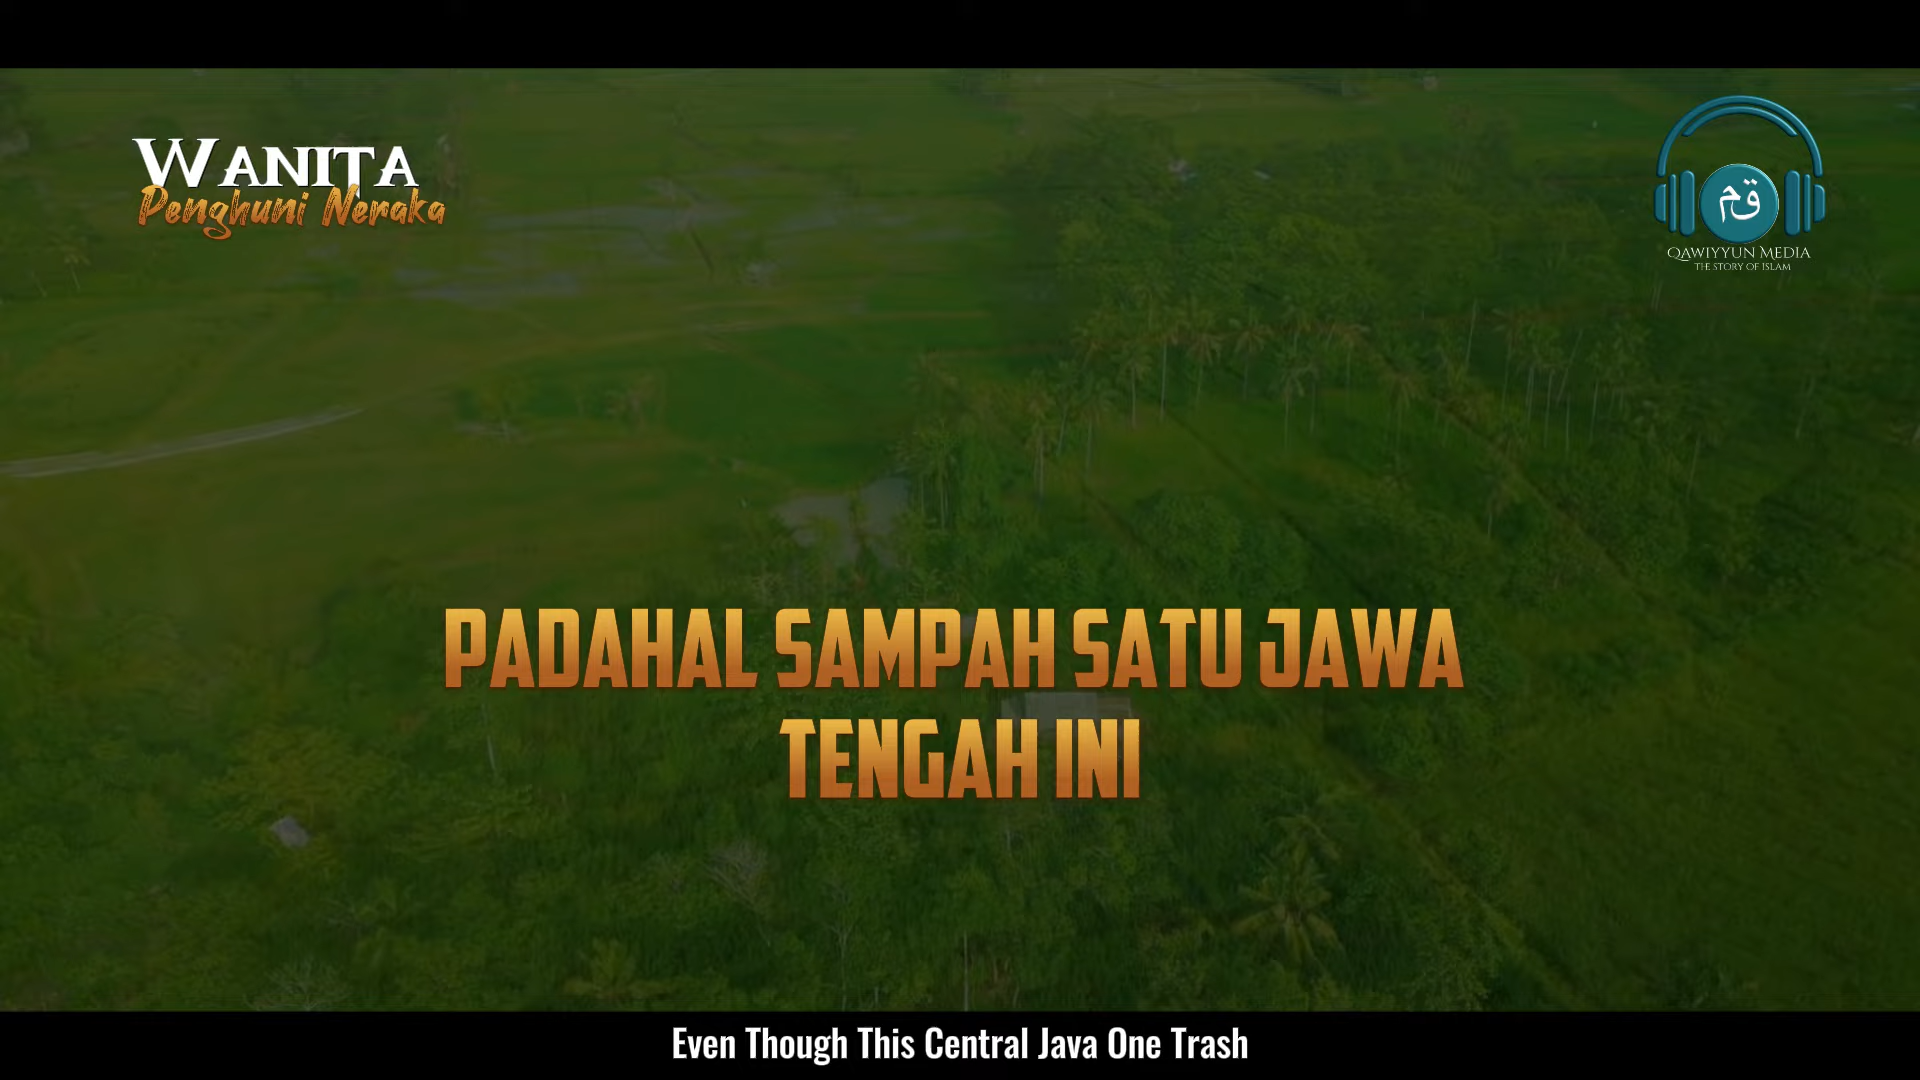 WANITA
Penghuni Neraka
قـم
QAWIYYUN MEDIA
THE STORY OF ISLAM
PADAHAL SAMPAH SATU JAWA
TENGAH INI
Even Though This Central Java One Trash